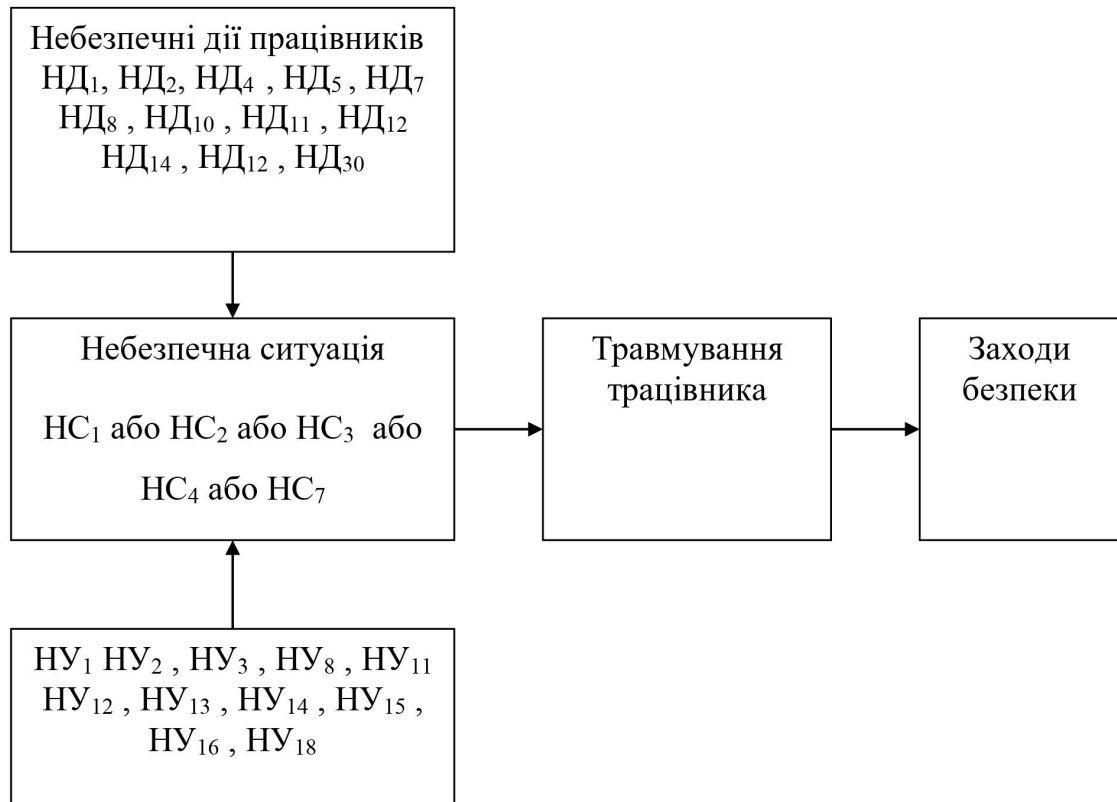 Небезпечні дії працівників
НД₁, НД₂, НД₄ , НД₅ , НД₇
НД₈ , НД₁₀ , НД₁₁ , НД₁₂
НД₁₄ , НД₁₂ , НД₃₀
Небезпечна ситуація
НС₁ або НС₂ або НС₃ або
НС₄ або НС₇
Травмування
трацівника
Заходи
безпеки
НУ₁ НУ₂ , НУ₃ , НУ₈ , НУ₁₁
НУ₁₂ , НУ₁₃ , НУ₁₄ , НУ₁₅ ,
НУ₁₆ , НУ₁₈